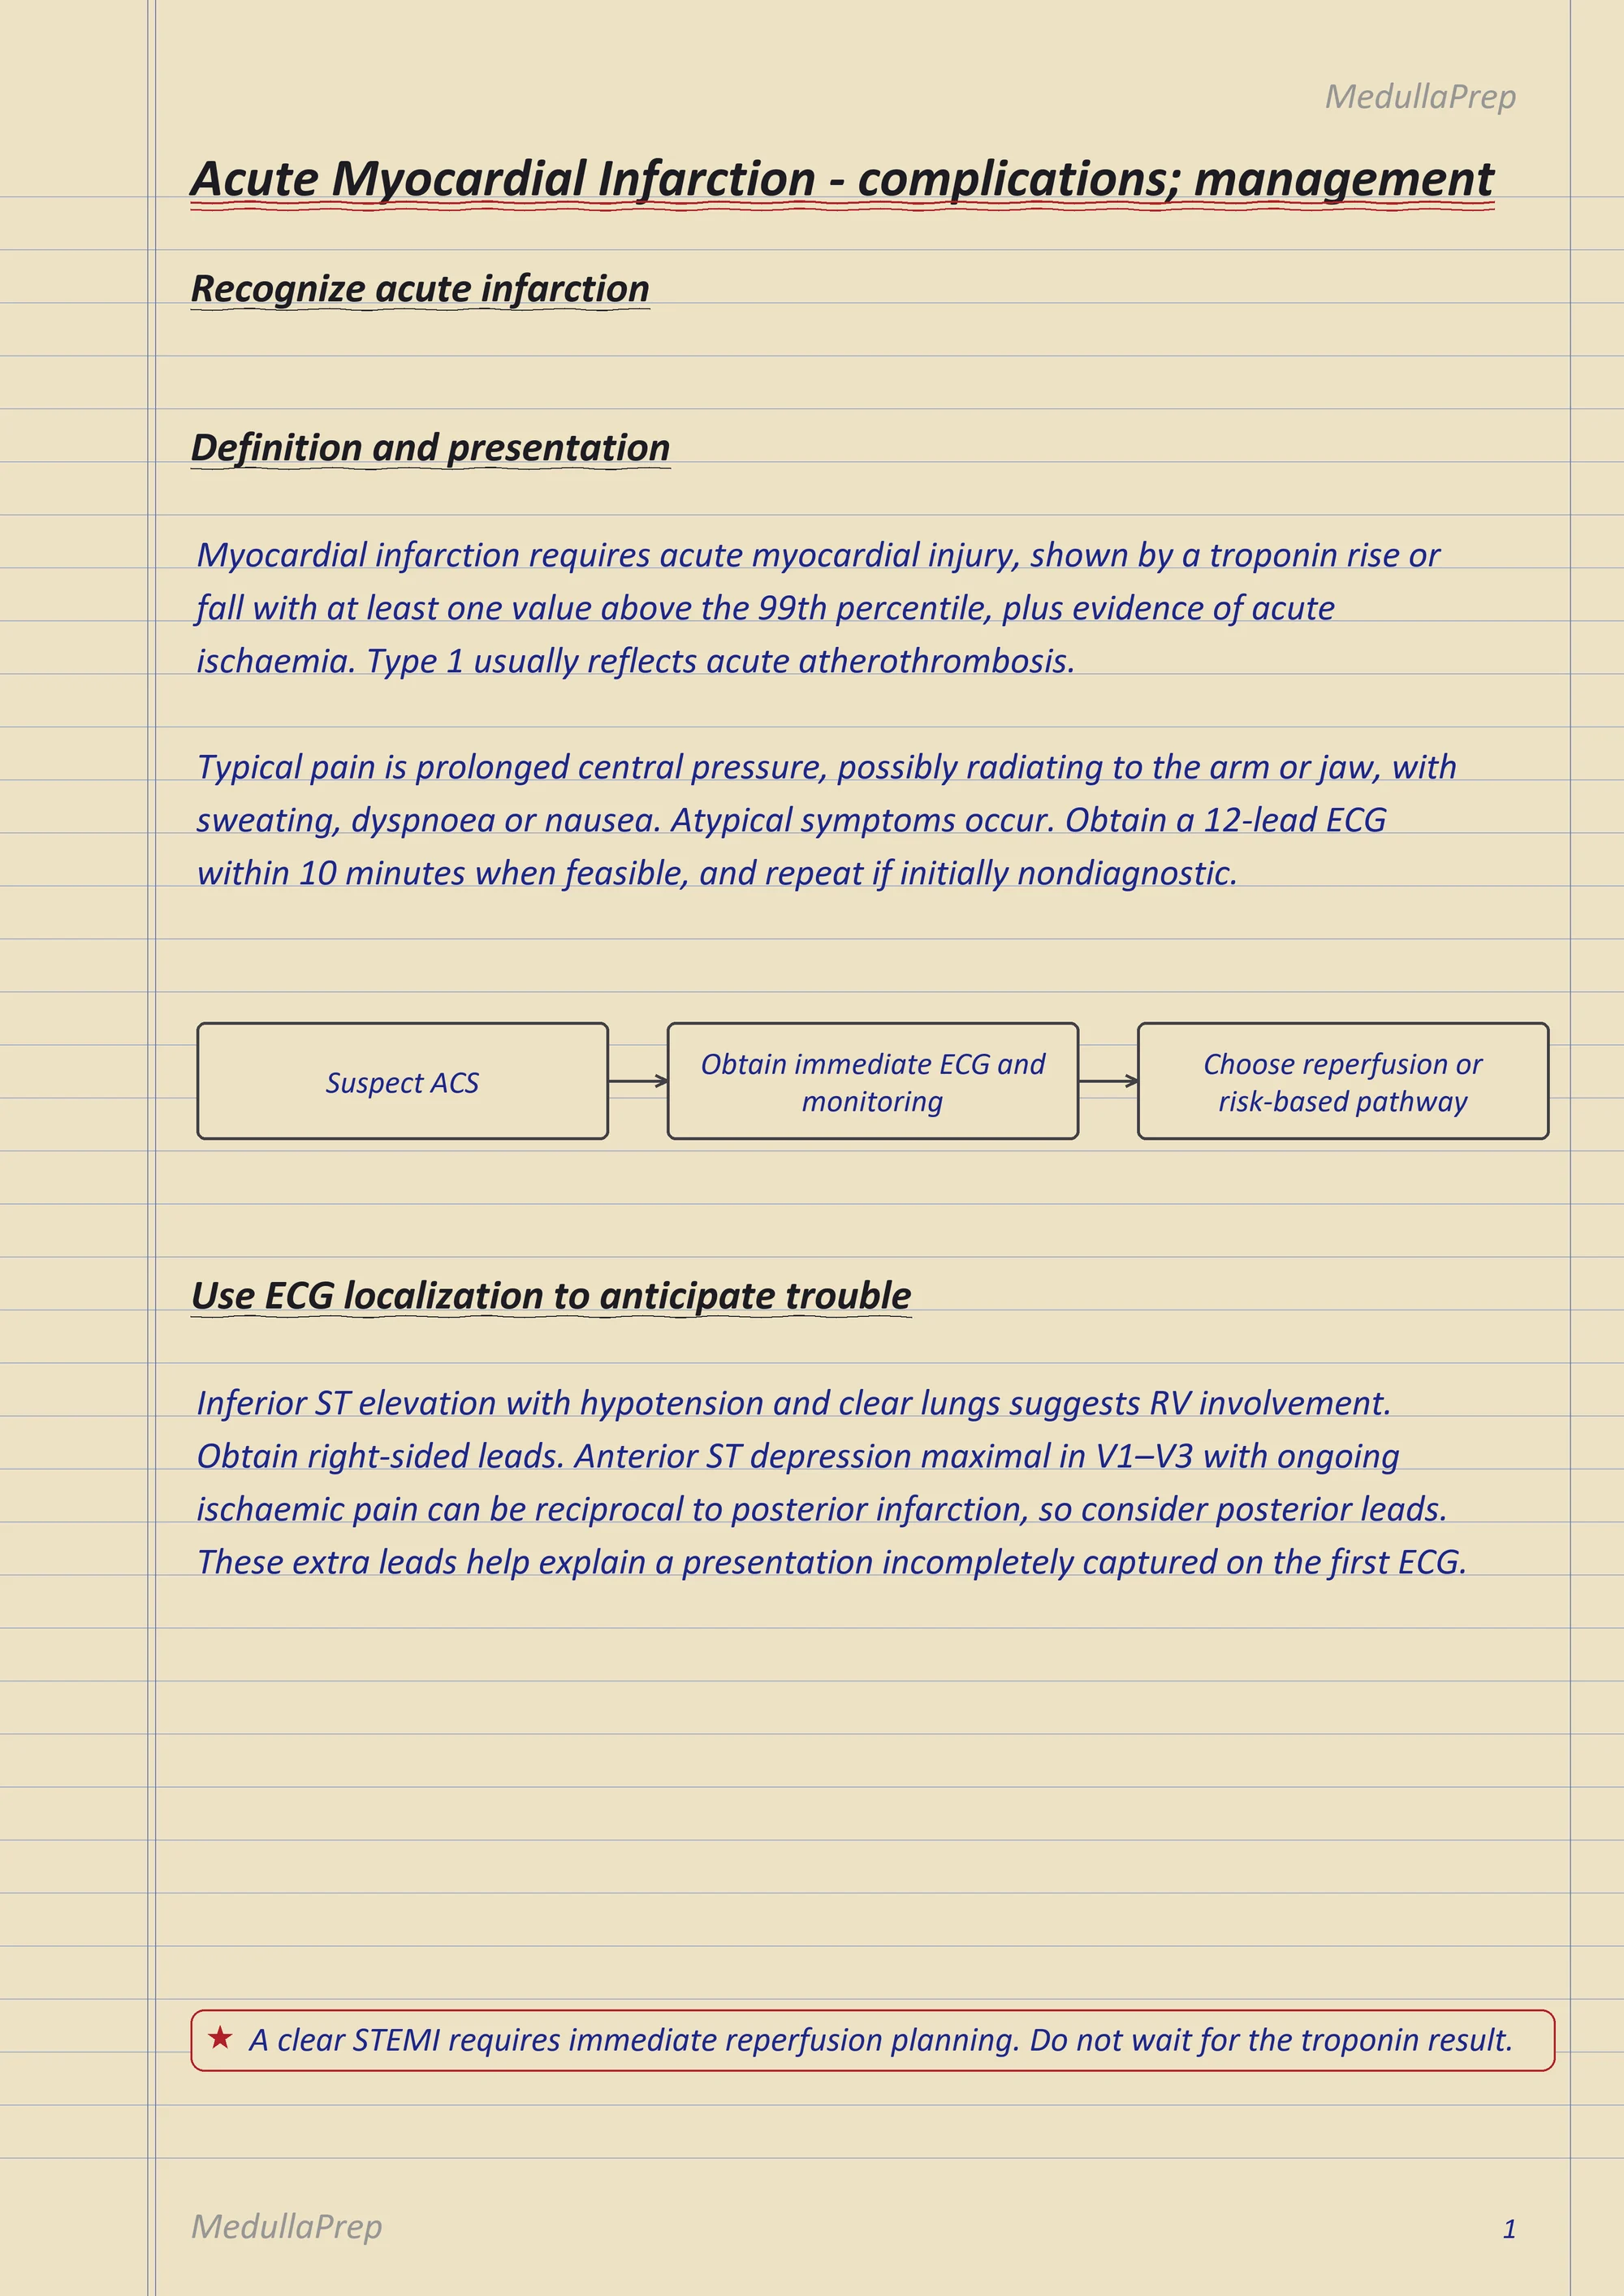 MedullaPrep
Acute Myocardial Infarction - complications; management
Recognize acute infarction
Definition and presentation
Myocardial infarction requires acute myocardial injury, shown by a troponin rise or
fall with at least one value above the 99th percentile, plus evidence of acute
ischaemia. Type 1 usually reflects acute atherothrombosis.
Typical pain is prolonged central pressure, possibly radiating to the arm or jaw, with
sweating, dyspnoea or nausea. Atypical symptoms occur. Obtain a 12-lead ECG
within 10 minutes when feasible, and repeat if initially nondiagnostic.
Suspect ACS
Obtain immediate ECG and
monitoring
Choose reperfusion or
risk-based pathway
Use ECG localization to anticipate trouble
Inferior ST elevation with hypotension and clear lungs suggests RV involvement.
Obtain right-sided leads. Anterior ST depression maximal in V1–V3 with ongoing
ischaemic pain can be reciprocal to posterior infarction, so consider posterior leads.
These extra leads help explain a presentation incompletely captured on the first ECG.
★ A clear STEMI requires immediate reperfusion planning. Do not wait for the troponin result.
MedullaPrep
1